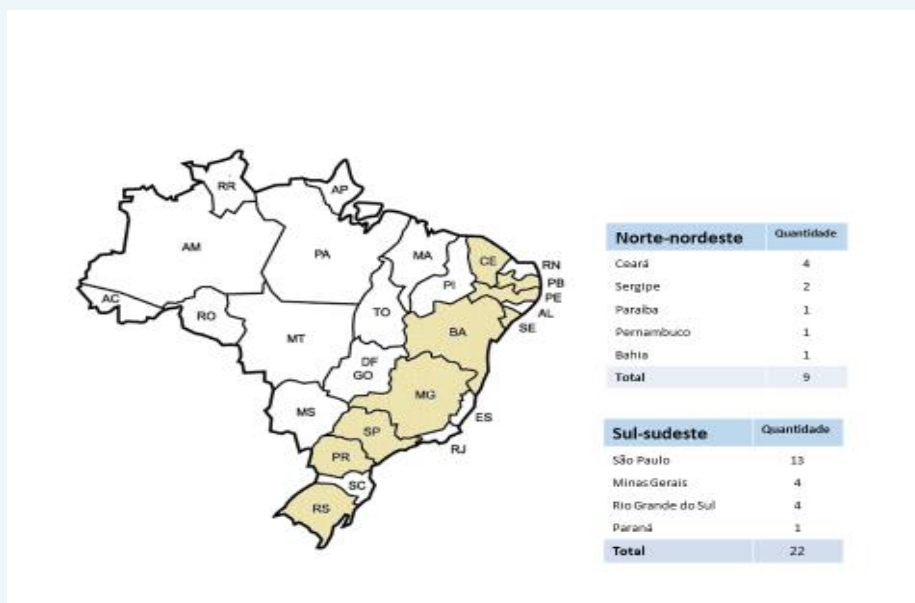 RR
AP
AM
PA
MA
CE
RN
PB
PI
PE
AC
AL
TO
RO
SE
BA
MT
DF
GO
MG
MS
ES
SP
RJ
PR
SC
RS
Norte-nordeste Quantidade
Ceará 4
Sergipe 2
Paraíba 1
Pernambuco 1
Bahia 1
Total 9
Sul-sudeste Quantidade
São Paulo 13
Minas Gerais 4
Rio Grande do Sul 4
Paraná 1
Total 22